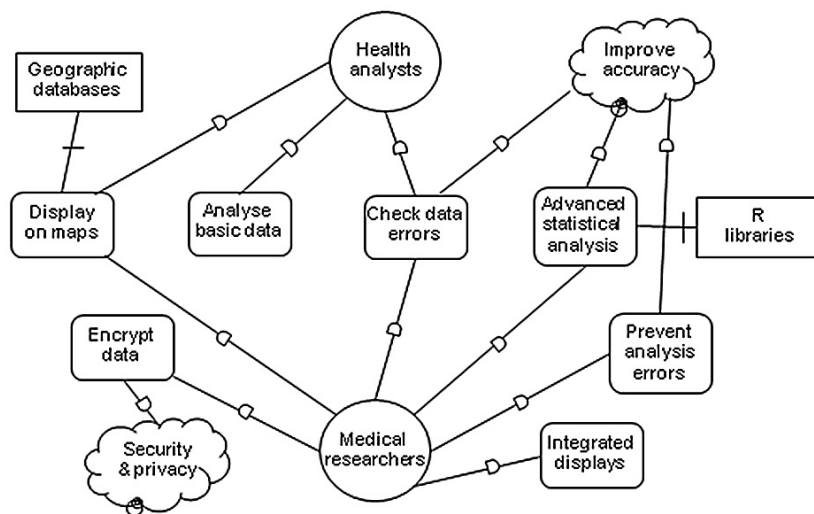 Health
analysts
Improve
accuracy
Geographic
databases
Display
on maps
Analyse
basic data
Check data
errors
Advanced
statistical
analysis
R
libraries
Encrypt
data
Prevent
analysis
errors
Security
& privacy
Medical
researchers
Integrated
displays